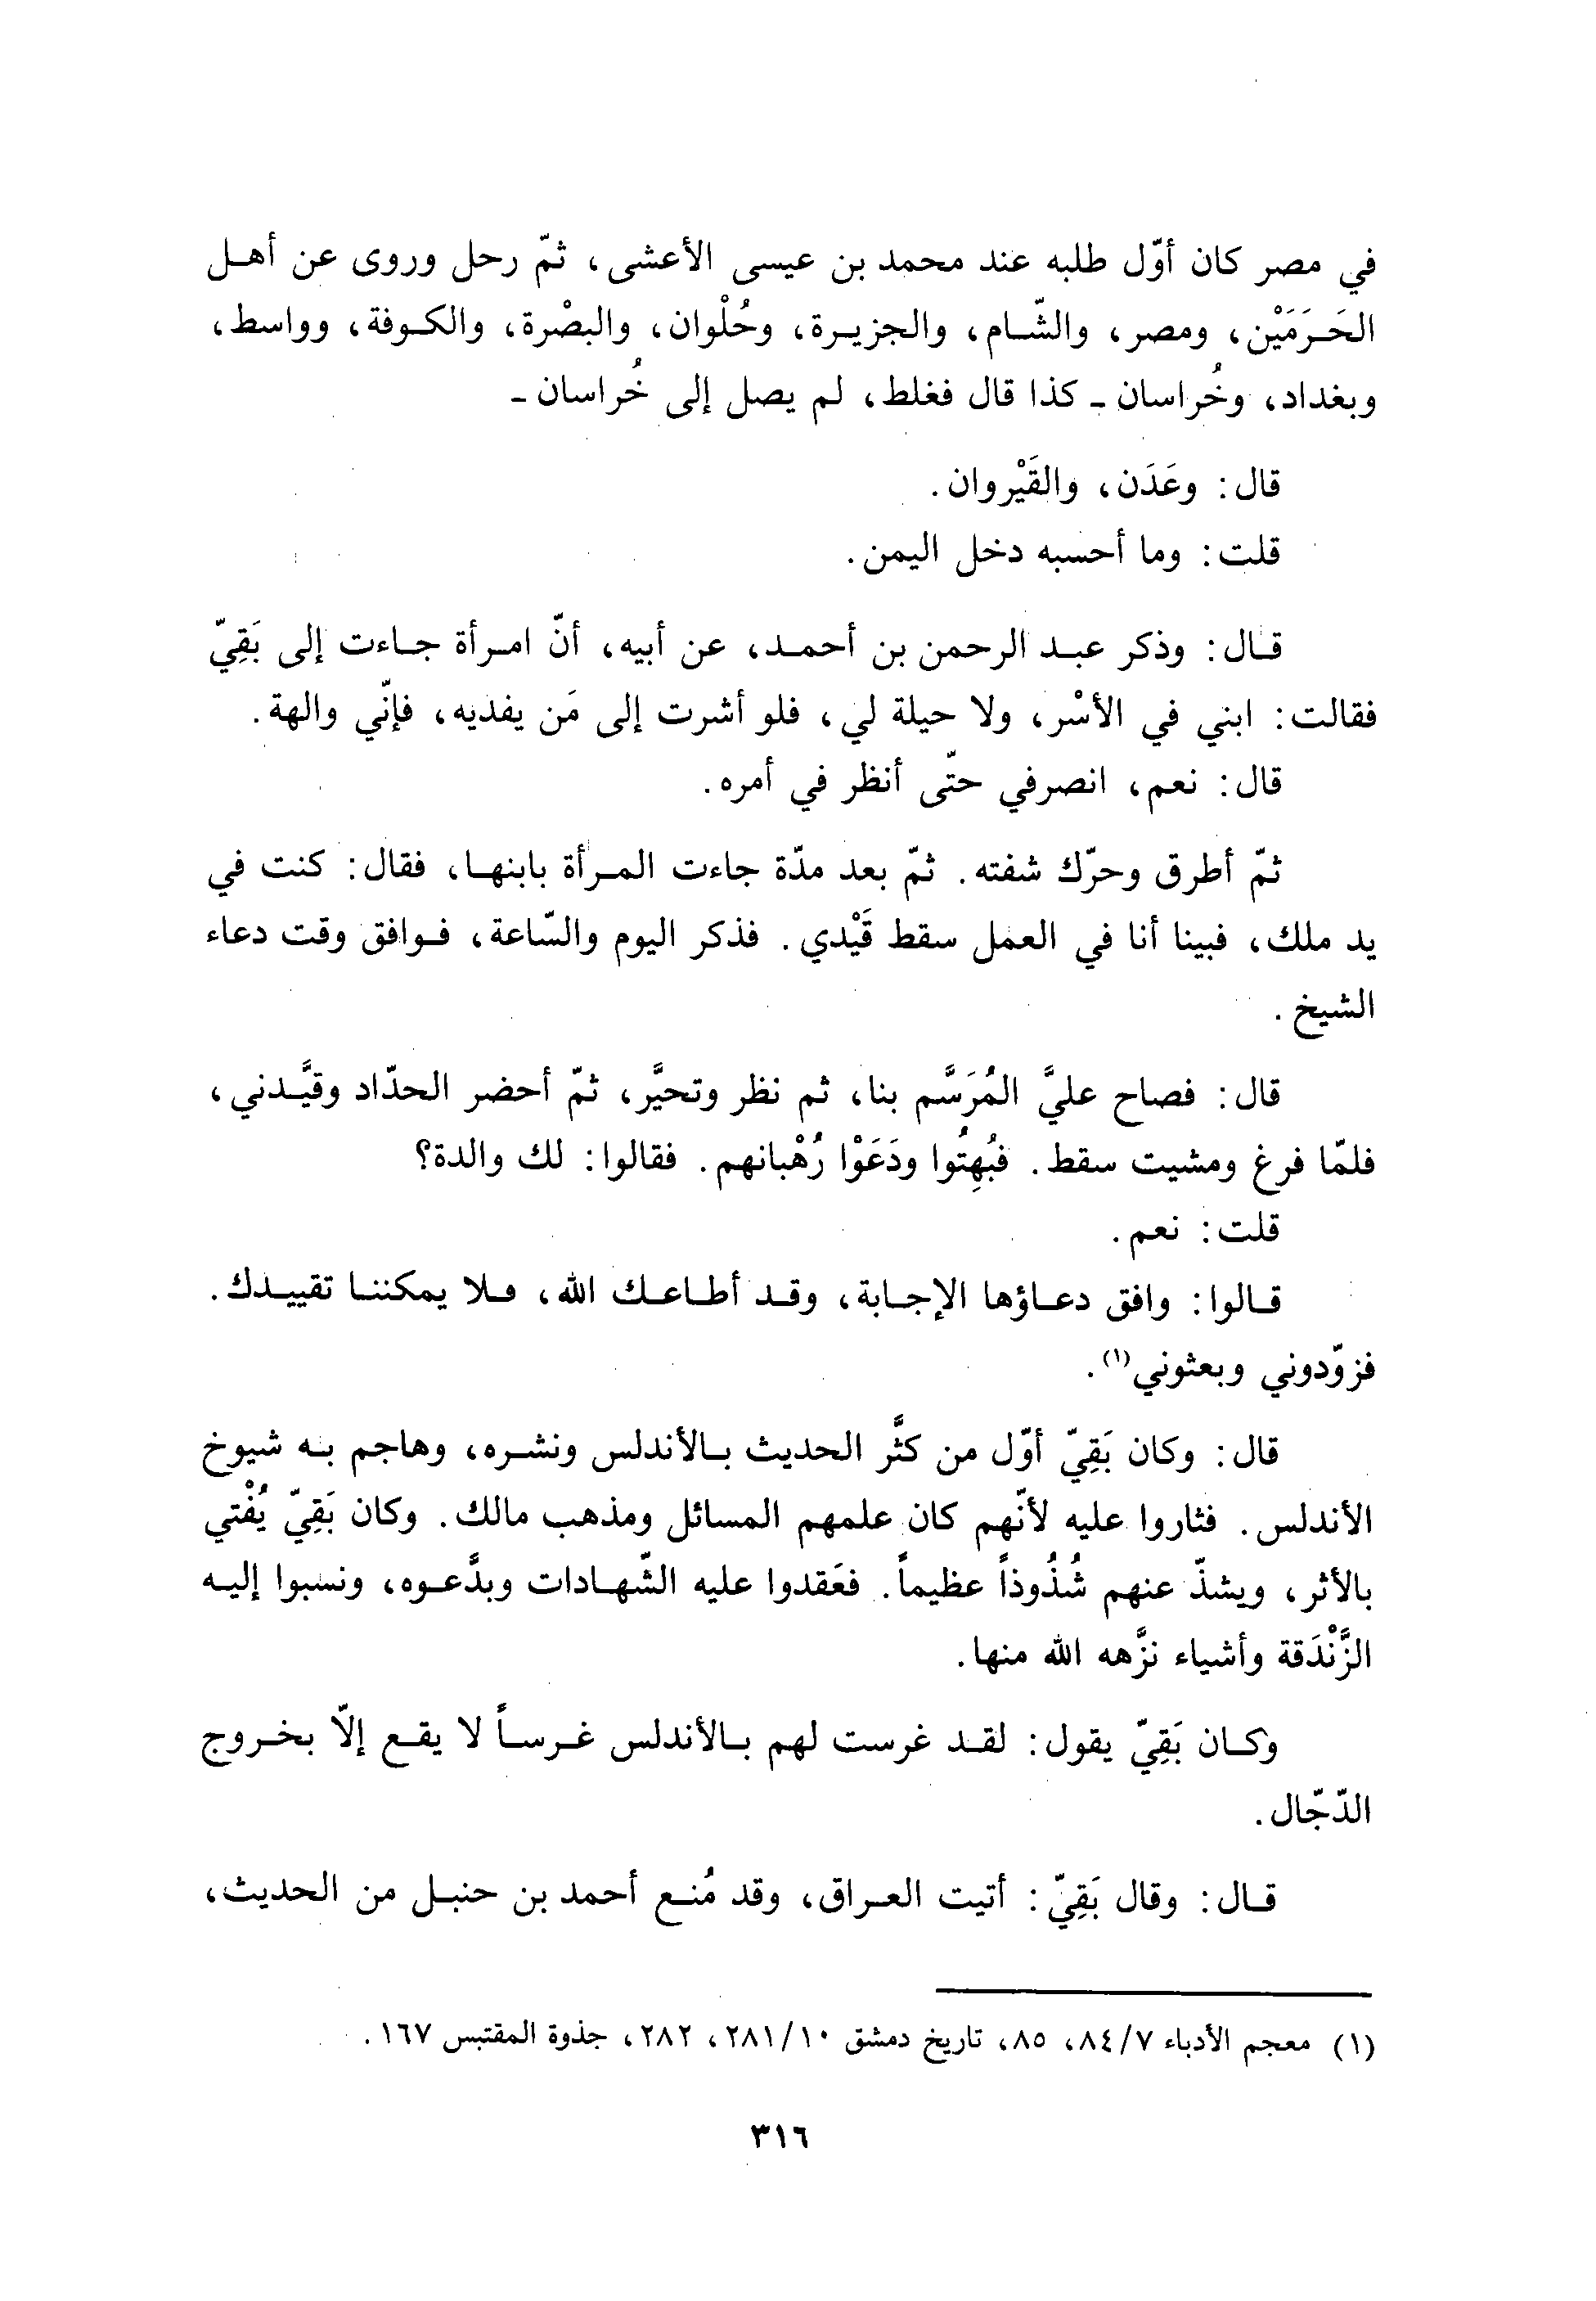 في مصر كان أوّل طلبه عند محمد بن عيسى الأعشى، ثمّ رحل وروى عن أهل
الحَرَمَيْن، ومصر، والشّام، والجزيرة، وحُلْوان، والبصْرة، والكوفة، وواسط،
وبغداد، وخُراسان - كذا قال فغلط، لم يصل إلى خُراسان -
قال: وعَدَن، والقَيْروان.
قلت: وما أحسبه دخل اليمن.
قال: وذكر عبد الرحمن بن أحمد، عن أبيه، أنّ امرأة جاءت إلى بَقِيّ
فقالت: ابني في الأسْر، ولا حيلة لي، فلو أشرت إلى مَن يفديه، فإنّي والهة.
قال: نعم، انصرفي حتّى أنظر في أمره.
ثمّ أطرق وحرّك شفته. ثمّ بعد مدّة جاءت المرأة بابنها، فقال: كنت في
يد ملك، فبينا أنا في العمل سقط قَيْدي. فذكر اليوم والسّاعة، فوافق وقت دعاء
الشيخ.
قال: فصاح عليَّ المُرَسَّم بنا، ثم نظر وتحيَّر، ثمّ أحضر الحدّاد وقيَّدني،
فلمّا فرغ ومشيت سقط. فبُهِتُوا ودَعَوْا رُهْبانهم. فقالوا: لك والدة؟
قلت: نعم.
قالوا: وافق دعاؤها الإجابة، وقد أطاعك الله، فلا يمكننا تقييدك.
فزوّدوني وبعثوني(١).
قال: وكان بَقِيّ أوّل من كثَّر الحديث بالأندلس ونشره، وهاجم به شيوخ
الأندلس. فثاروا عليه لأنّهم كان علمهم المسائل ومذهب مالك. وكان بَقِيّ يُفْتي
بالأثر، ويشذّ عنهم شُذُوذاً عظيماً. فعَقدوا عليه الشّهادات وبدَّعوه، ونسبوا إليه
الزَّنْدَقة وأشياء نزَّهه الله منها.
وكان بَقِيّ يقول: لقد غرست لهم بالأندلس غرساً لا يقع إلاّ بخروج
الدّجّال.
قال: وقال بَقِيّ: أتيت العراق، وقد مُنع أحمد بن حنبل من الحديث،
(١) معجم الأدباء ٧/٨٤، ٨٥، تاريخ دمشق ١٠/٢٨١، ٢٨٢، جذوة المقتبس ١٦٧.
٣١٦